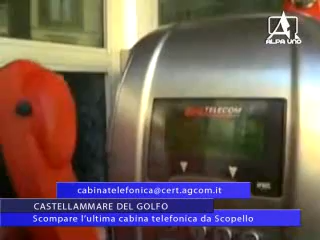 ALPA UNO
TELECOM
cabinatelefonica@cert.agcom.it
CASTELLAMMARE DEL GOLFO
Scompare l'ultima cabina telefonica da Scopello